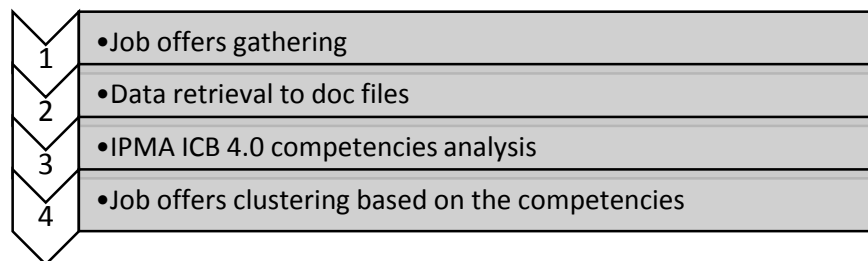 1 •Job offers gathering
2 •Data retrieval to doc files
3 •IPMA ICB 4.0 competencies analysis
4 •Job offers clustering based on the competencies